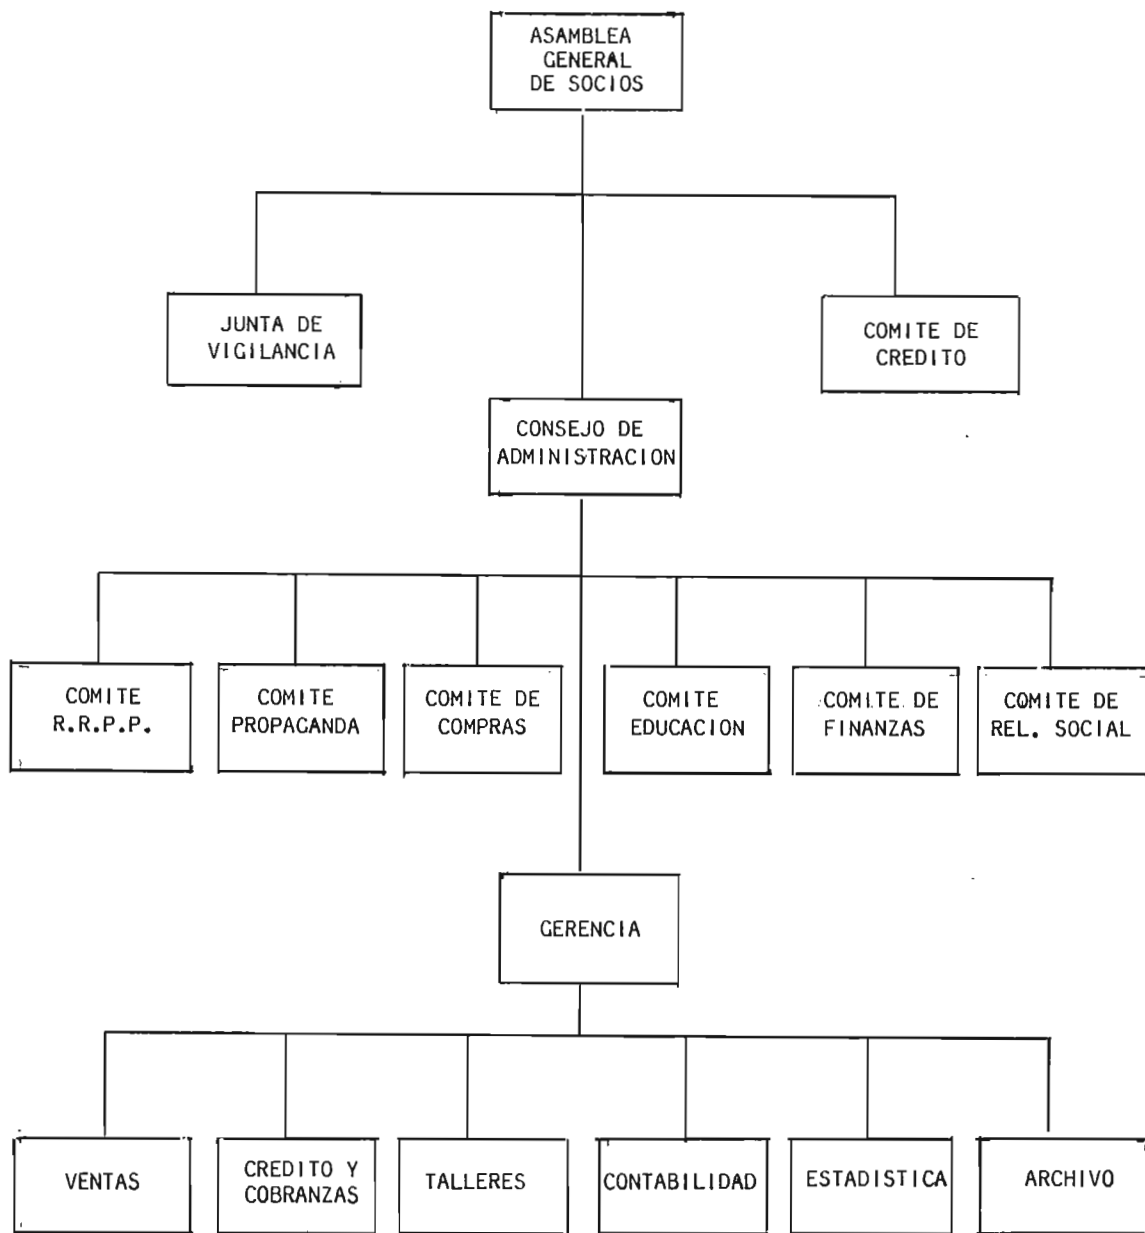 ASAMBLEA
GENERAL
DE SOCIOS
JUNTA DE
VIGILANCIA
COMITE DE
CREDITO
CONSEJO DE
ADMINISTRACION
COMITE
R.R.P.P.
COMITE
PROPAGANDA
COMITE DE
COMPRAS
COMITE
EDUCACION
COMITE DE
FINANZAS
COMITE DE
REL. SOCIAL
GERENCIA
VENTAS
CREDITO Y
COBRANZAS
TALLERES
CONTABILIDAD
ESTADISTICA
ARCHIVO